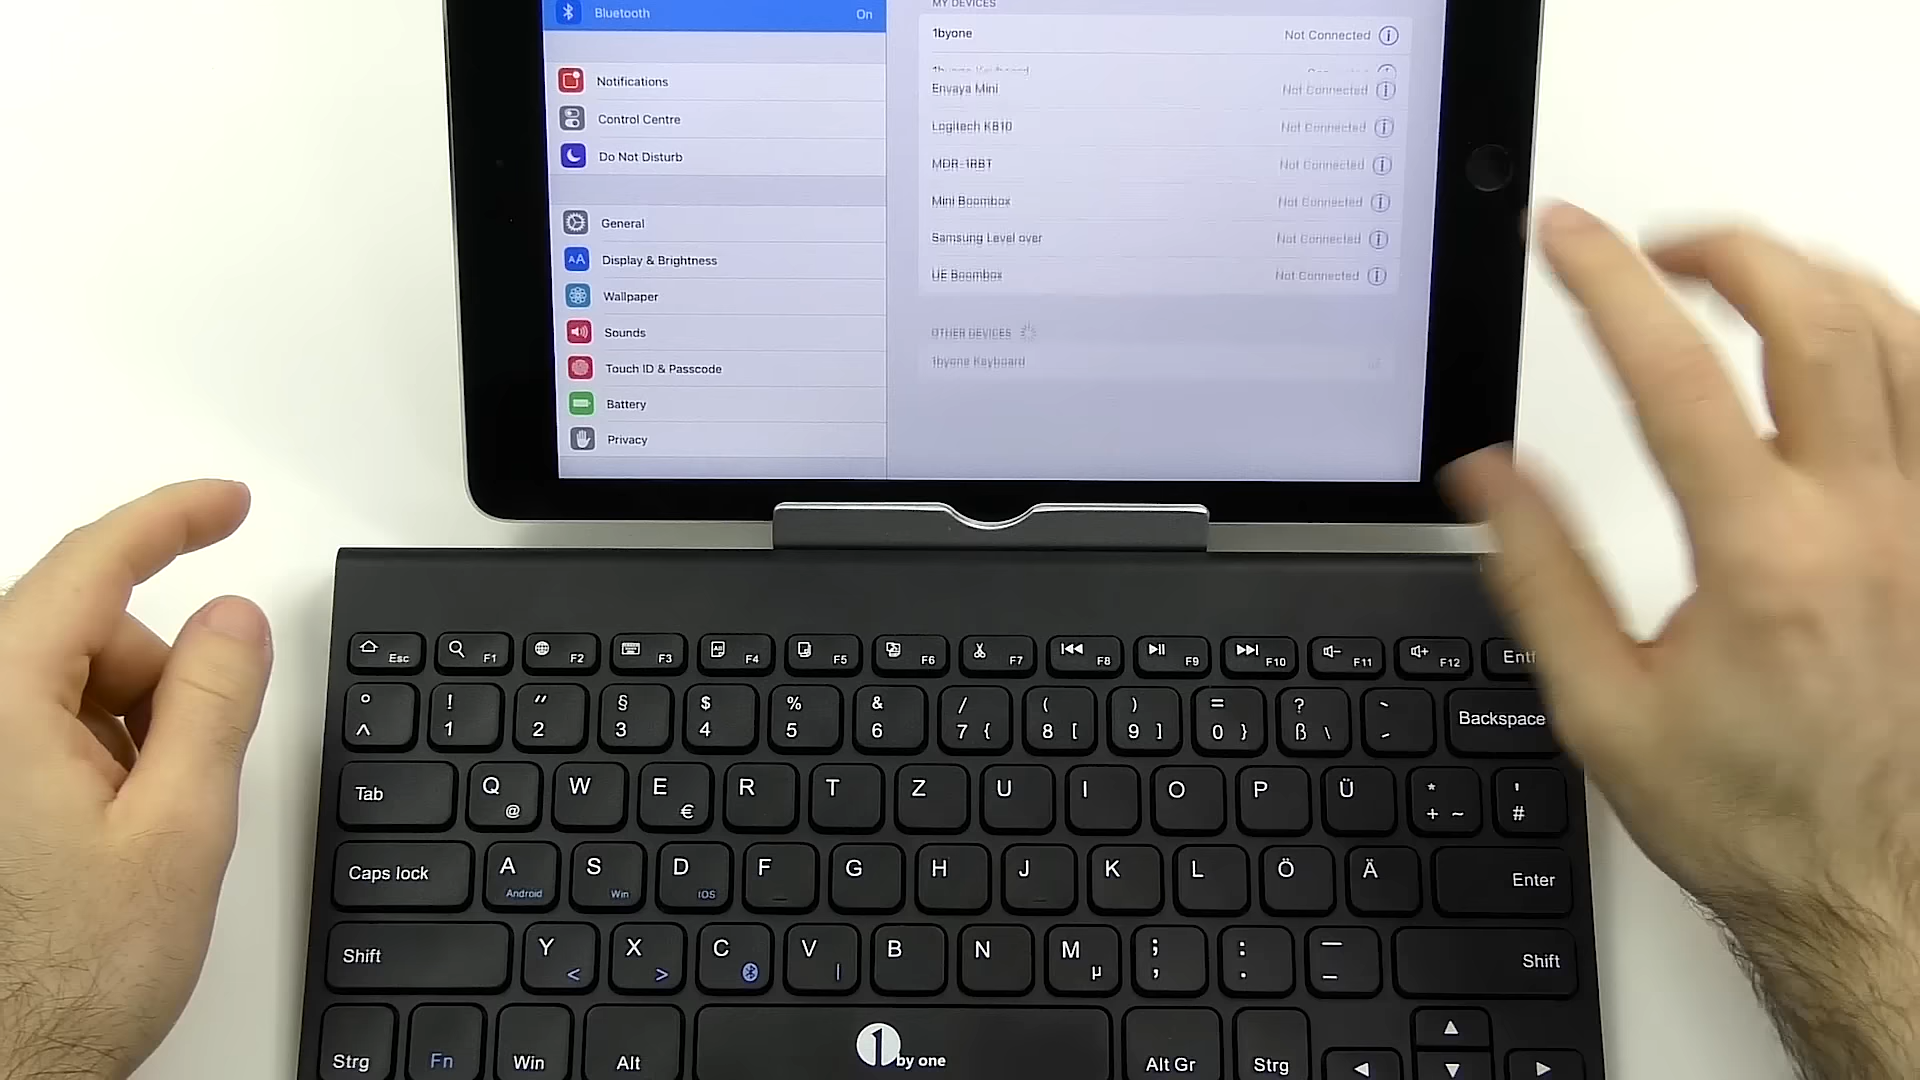 Bluetooth On
Notifications
Control Centre
Do Not Disturb
General
AA Display & Brightness
Wallpaper
Sounds
Touch ID & Passcode
Battery
Privacy
MY DEVICES
1byone Not Connected i
1byone Keyboard Connected
Envaya Mini Not Connected i
Logitech K810 Not Connected i
MDR-1RBT Not Connected i
Mini Boombox Not Connected i
Samsung Level over Not Connected i
UE Boombox Not Connected i
OTHER DEVICES
1byone Keyboard
Esc F1 F2 F3 F4 F5 F6 F7 F8 F9 F10 F11 F12 Entf
° ! " § $ % & / ( ) = ? `
^ 1 2 3 4 5 6 7 { 8 [ 9 ] 0 } ß \ ´ Backspace
Tab Q @ W E € R T Z U I O P Ü * + ~ ' #
Caps lock A Android S Win D IOS F G H J K L Ö Ä Enter
Shift Y < X > C V | B N M µ ; , : . — _ Shift
Strg Fn Win Alt 1 by one Alt Gr Strg